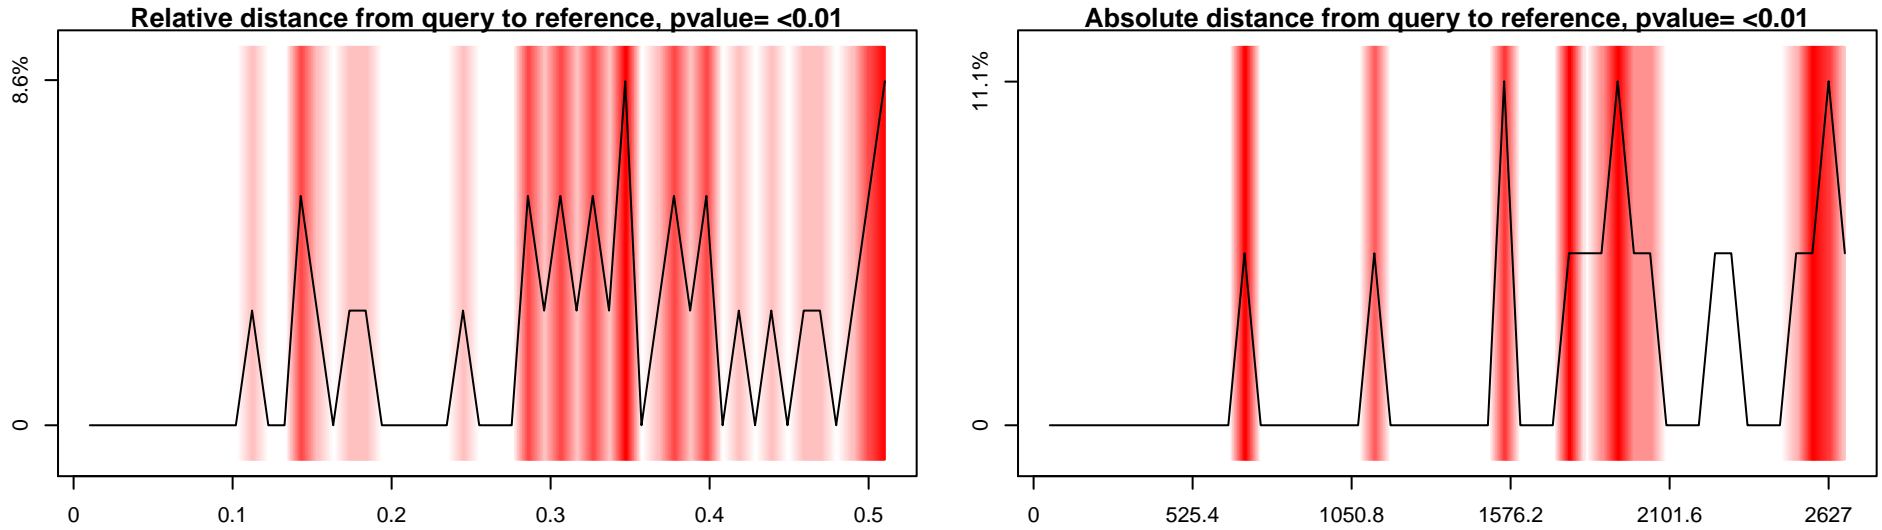 Relative distance from query to reference, pvalue= <0.01
8.6%
0
0 0.1 0.2 0.3 0.4 0.5
Absolute distance from query to reference, pvalue= <0.01
11.1%
0
0 525.4 1050.8 1576.2 2101.6 2627